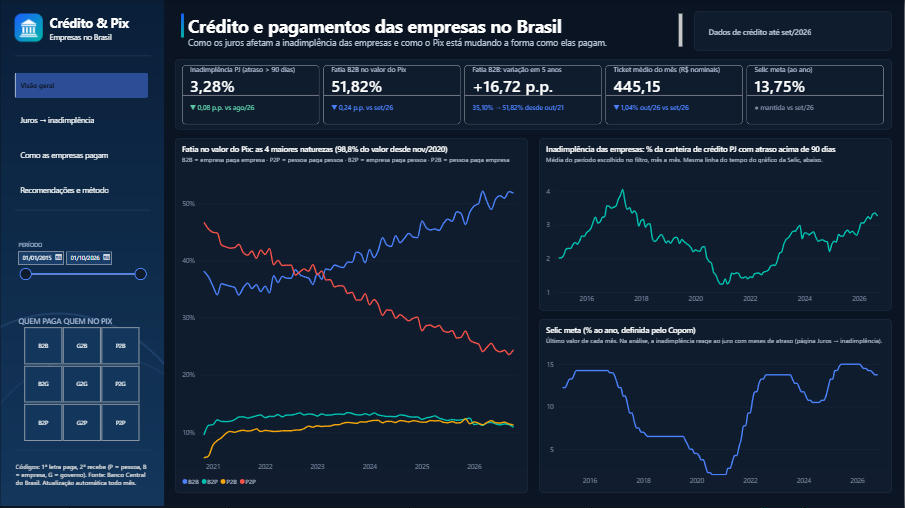 Crédito & Pix
Empresas no Brasil
Visão geral
Juros → inadimplência
Como as empresas pagam
Recomendações e método
PERÍODO
01/01/2015 01/10/2026
QUEM PAGA QUEM NO PIX
B2B G2B P2B
B2G G2G P2G
B2P G2P P2P
Códigos: 1ª letra paga, 2ª recebe (P = pessoa, B
= empresa, G = governo). Fonte: Banco Central
do Brasil. Atualização automática todo mês.
Crédito e pagamentos das empresas no Brasil
Como os juros afetam a inadimplência das empresas e como o Pix está mudando a forma como elas pagam.
Dados de crédito até set/2026
Inadimplência PJ (atraso > 90 dias)
3,28%
▼ 0,08 p.p. vs ago/26
Fatia B2B no valor do Pix
51,82%
▼ 0,24 p.p. vs set/26
Fatia B2B: variação em 5 anos
+16,72 p.p.
35,10% → 51,82% desde out/21
Ticket médio do mês (R$ nominais)
445,15
▼ 1,04% out/26 vs set/26
Selic meta (ao ano)
13,75%
● mantida vs set/26
Fatia no valor do Pix: as 4 maiores naturezas (98,8% do valor desde nov/2020)
B2B = empresa paga empresa · P2P = pessoa paga pessoa · B2P = empresa paga pessoa · P2B = pessoa paga empresa
50%
40%
30%
20%
10%
2021 2022 2023 2024 2025 2026
B2B B2P P2B P2P
Inadimplência das empresas: % da carteira de crédito PJ com atraso acima de 90 dias
Média do período escolhido no filtro, mês a mês. Mesma linha do tempo do gráfico da Selic, abaixo.
4
3
2
1
2016 2018 2020 2022 2024 2026
Selic meta (% ao ano, definida pelo Copom)
Último valor de cada mês. Na análise, a inadimplência reage ao juro com meses de atraso (página Juros → inadimplência).
15
10
5
2016 2018 2020 2022 2024 2026